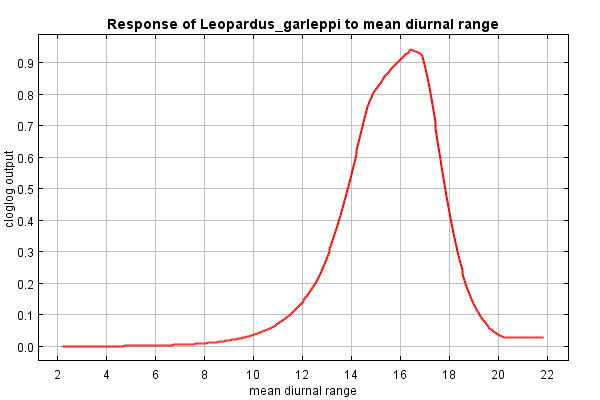 Response of Leopardus_garleppi to mean diurnal range
cloglog output
0.9
0.8
0.7
0.6
0.5
0.4
0.3
0.2
0.1
0.0
2 4 6 8 10 12 14 16 18 20 22
mean diurnal range